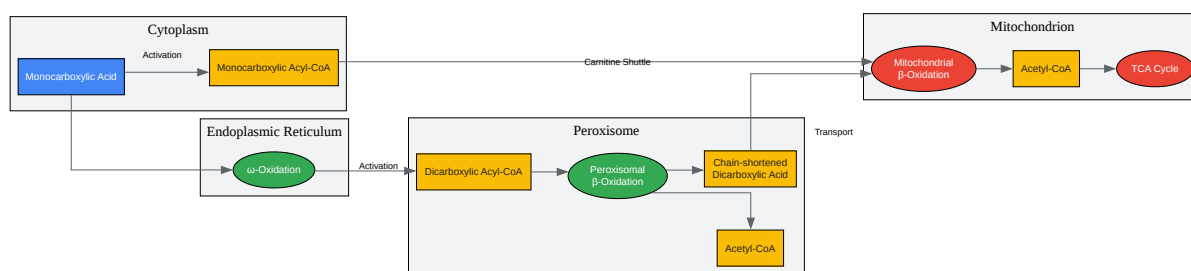 Cytoplasm
Monocarboxylic Acid
Activation
Monocarboxylic Acyl-CoA
Carnitine Shuttle
Mitochondrion
Mitochondrial
β-Oxidation
Acetyl-CoA
TCA Cycle
Endoplasmic Reticulum
ω-Oxidation
Activation
Peroxisome
Dicarboxylic Acyl-CoA
Peroxisomal
β-Oxidation
Chain-shortened
Dicarboxylic Acid
Acetyl-CoA
Transport